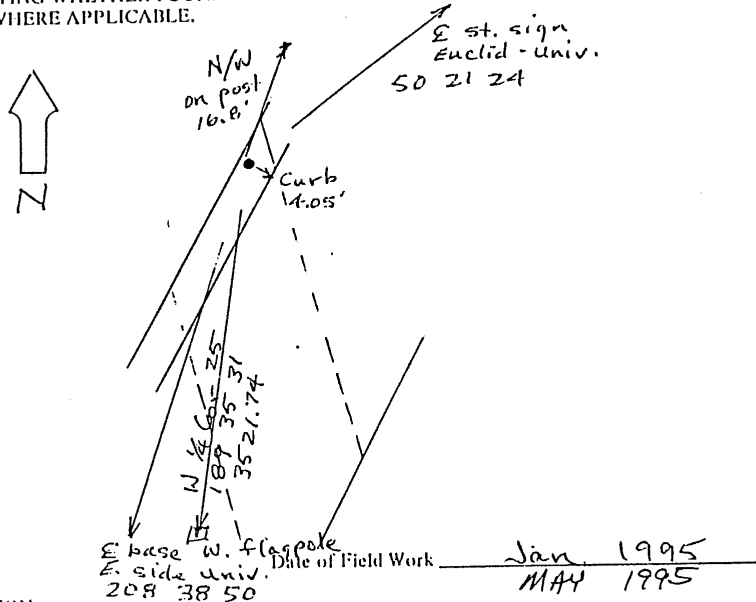 WHERE APPLICABLE.
N/W
on post
16.8'
£ st. sign
Euclid - Univ.
50 21 24
N
Curb
14.05'
W 1/4 Cor - 25
189 35 31
3521.74
£ base W. flagpole
E. side Univ.
208 38 50
Date of Field Work Jan 1995
MAY 1995